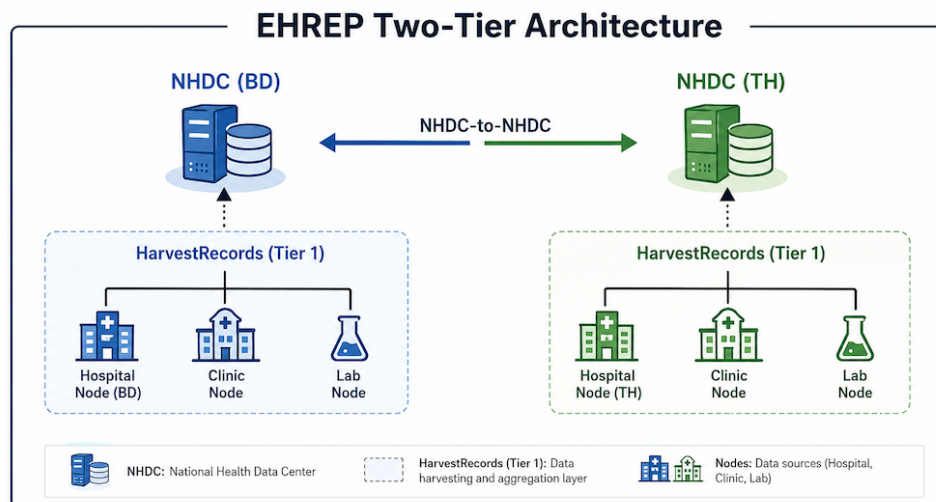 EHREP Two-Tier Architecture
NHDC (BD)
NHDC (TH)
NHDC-to-NHDC
HarvestRecords (Tier 1)
Hospital
Node (BD)
Clinic
Node
Lab
Node
HarvestRecords (Tier 1)
Hospital
Node (TH)
Clinic
Node
Lab
Node
NHDC: National Health Data Center
HarvestRecords (Tier 1): Data
harvesting and aggregation layer
Nodes: Data sources (Hospital,
Clinic, Lab)